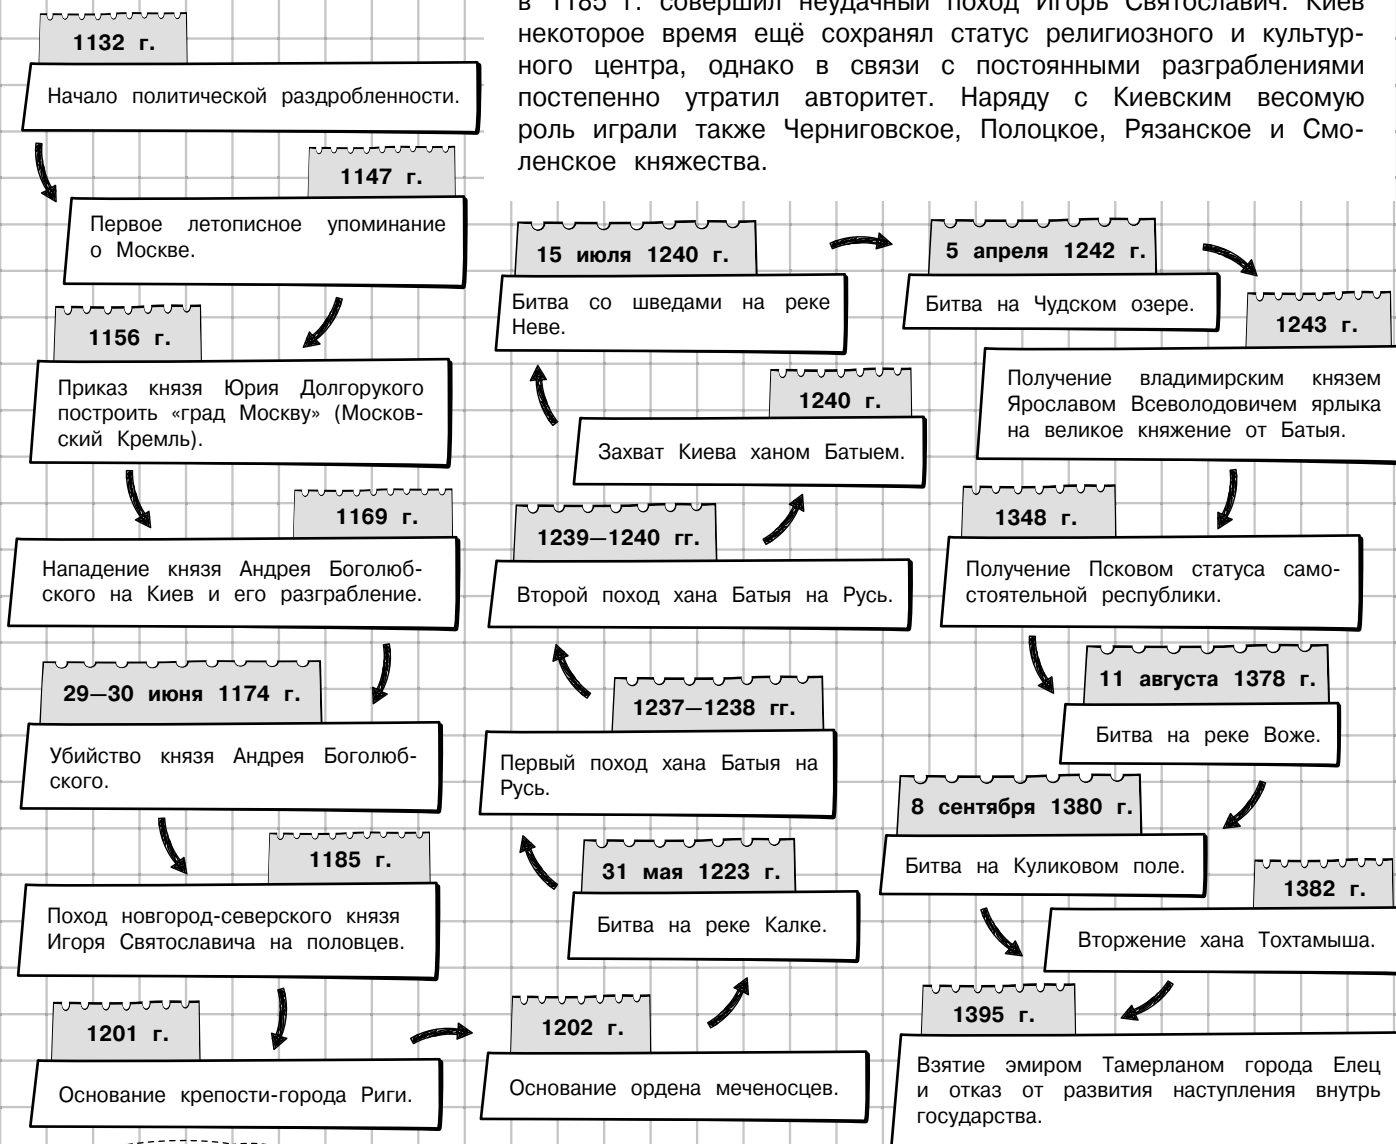 в 1185 г. совершил неудачный поход Игорь Святославич. Киев
некоторое время ещё сохранял статус религиозного и культур-
ного центра, однако в связи с постоянными разграблениями
постепенно утратил авторитет. Наряду с Киевским весомую
роль играли также Черниговское, Полоцкое, Рязанское и Смо-
ленское княжества.
1132 г.
Начало политической раздробленности.
1147 г.
Первое летописное упоминание
о Москве.
1156 г.
Приказ князя Юрия Долгорукого
построить «град Москву» (Москов-
ский Кремль).
1169 г.
Нападение князя Андрея Боголюб-
ского на Киев и его разграбление.
29—30 июня 1174 г.
Убийство князя Андрея Боголюб-
ского.
1185 г.
Поход новгород-северского князя
Игоря Святославича на половцев.
1201 г.
Основание крепости-города Риги.
1202 г.
Основание ордена меченосцев.
31 мая 1223 г.
Битва на реке Калке.
1237—1238 гг.
Первый поход хана Батыя на
Русь.
1239—1240 гг.
Второй поход хана Батыя на Русь.
1240 г.
Захват Киева ханом Батыем.
15 июля 1240 г.
Битва со шведами на реке
Неве.
5 апреля 1242 г.
Битва на Чудском озере.
1243 г.
Получение владимирским князем
Ярославом Всеволодовичем ярлыка
на великое княжение от Батыя.
1348 г.
Получение Псковом статуса само-
стоятельной республики.
11 августа 1378 г.
Битва на реке Воже.
8 сентября 1380 г.
Битва на Куликовом поле.
1382 г.
Вторжение хана Тохтамыша.
1395 г.
Взятие эмиром Тамерланом города Елец
и отказ от развития наступления внутрь
государства.